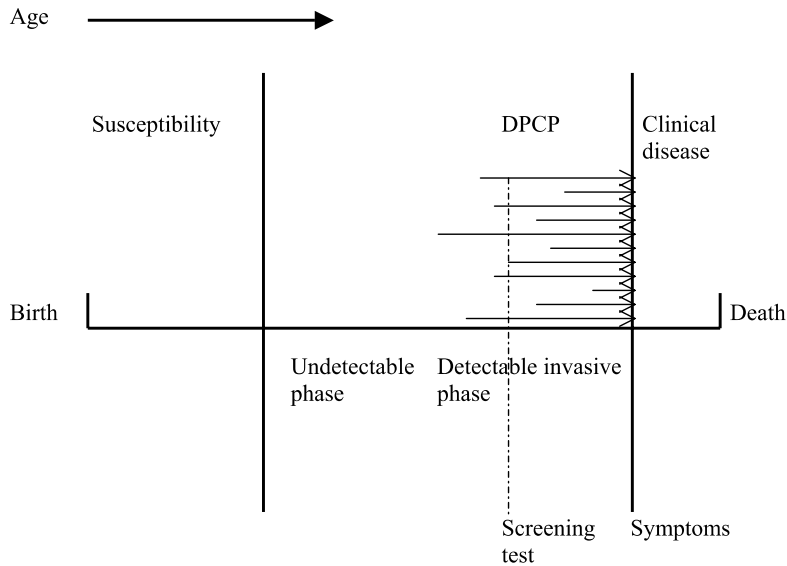 Age
Susceptibility
DPCP
Clinical
disease
Birth
Death
Undetectable
phase
Detectable invasive
phase
Screening
test
Symptoms